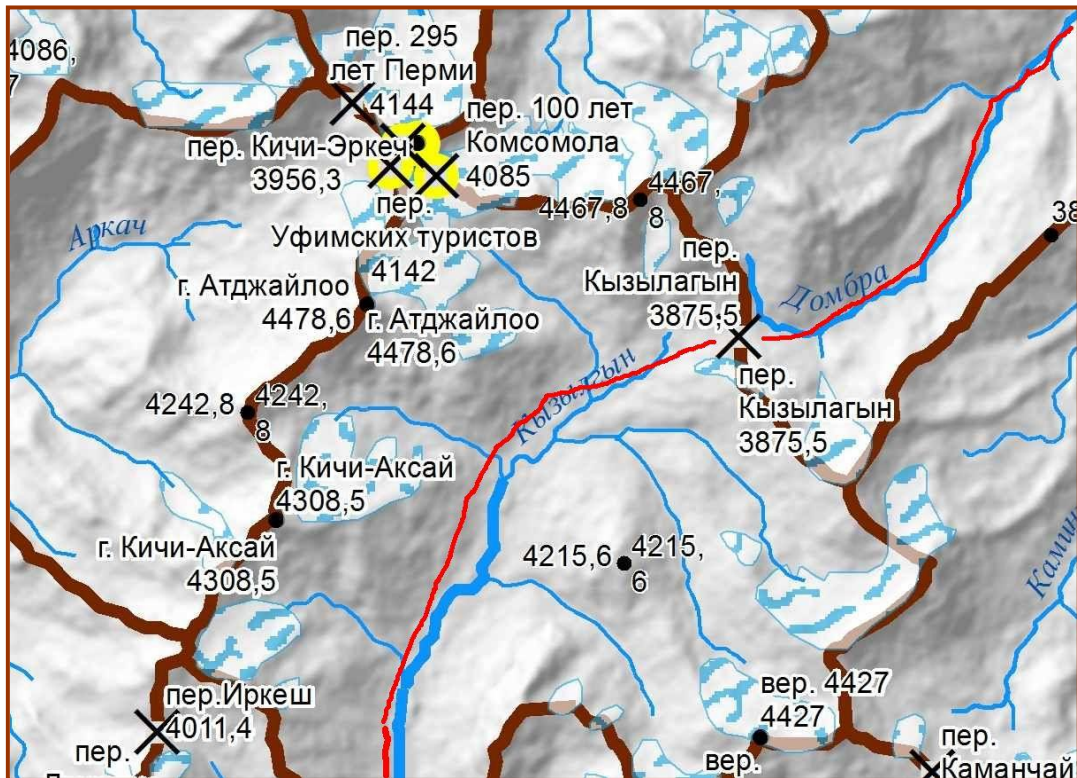 4086,
7
пер. 295
лет Перми
4144
пер. 100 лет
Комсомола
4085
пер. Кичи-Эркеч
3956,3
пер.
Уфимских туристов
4142
4467,8
4467,
8
38
Аркач
пер.
Кызылагын
3875,5
Домбра
г. Атджайлоо
4478,6
г. Атджайлоо
4478,6
Кызылгын
пер.
Кызылагын
3875,5
4242,8
4242,
8
г. Кичи-Аксай
4308,5
г. Кичи-Аксай
4308,5
4215,6
4215,
6
пер.Иркеш
4011,4
пер.
вер. 4427
4427
вер.
пер.
Каманчай